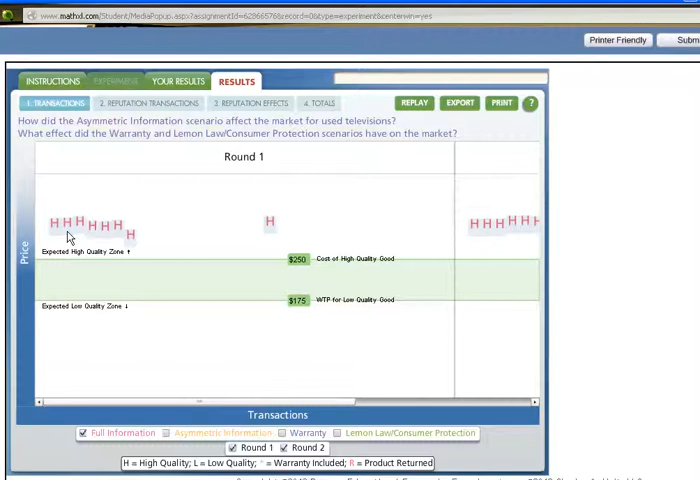 www.mathxl.com/Student/MediaPopup.aspx?assignmentId=6286657&record=0&type=experiment&centerwin=yes
Printer Friendly Subm
INSTRUCTIONS EXPERIMENT YOUR RESULTS RESULTS
1. TRANSACTIONS 2. REPUTATION TRANSACTIONS 3. REPUTATION EFFECTS 4. TOTALS REPLAY EXPORT PRINT ?
How did the Asymmetric Information scenario affect the market for used televisions?
What effect did the Warranty and Lemon Law/Consumer Protection scenarios have on the market?
Round 1
H H H H H H H H H H H H H H
Expected High Quality Zone ↑
$250 Cost of High Quality Good
Price
$175 WTP for Low Quality Good
Expected Low Quality Zone ↓
Transactions
Full Information Asymmetric Information Warranty Lemon Law/Consumer Protection
Round 1 Round 2
H = High Quality; L = Low Quality; * = Warranty Included; R = Product Returned